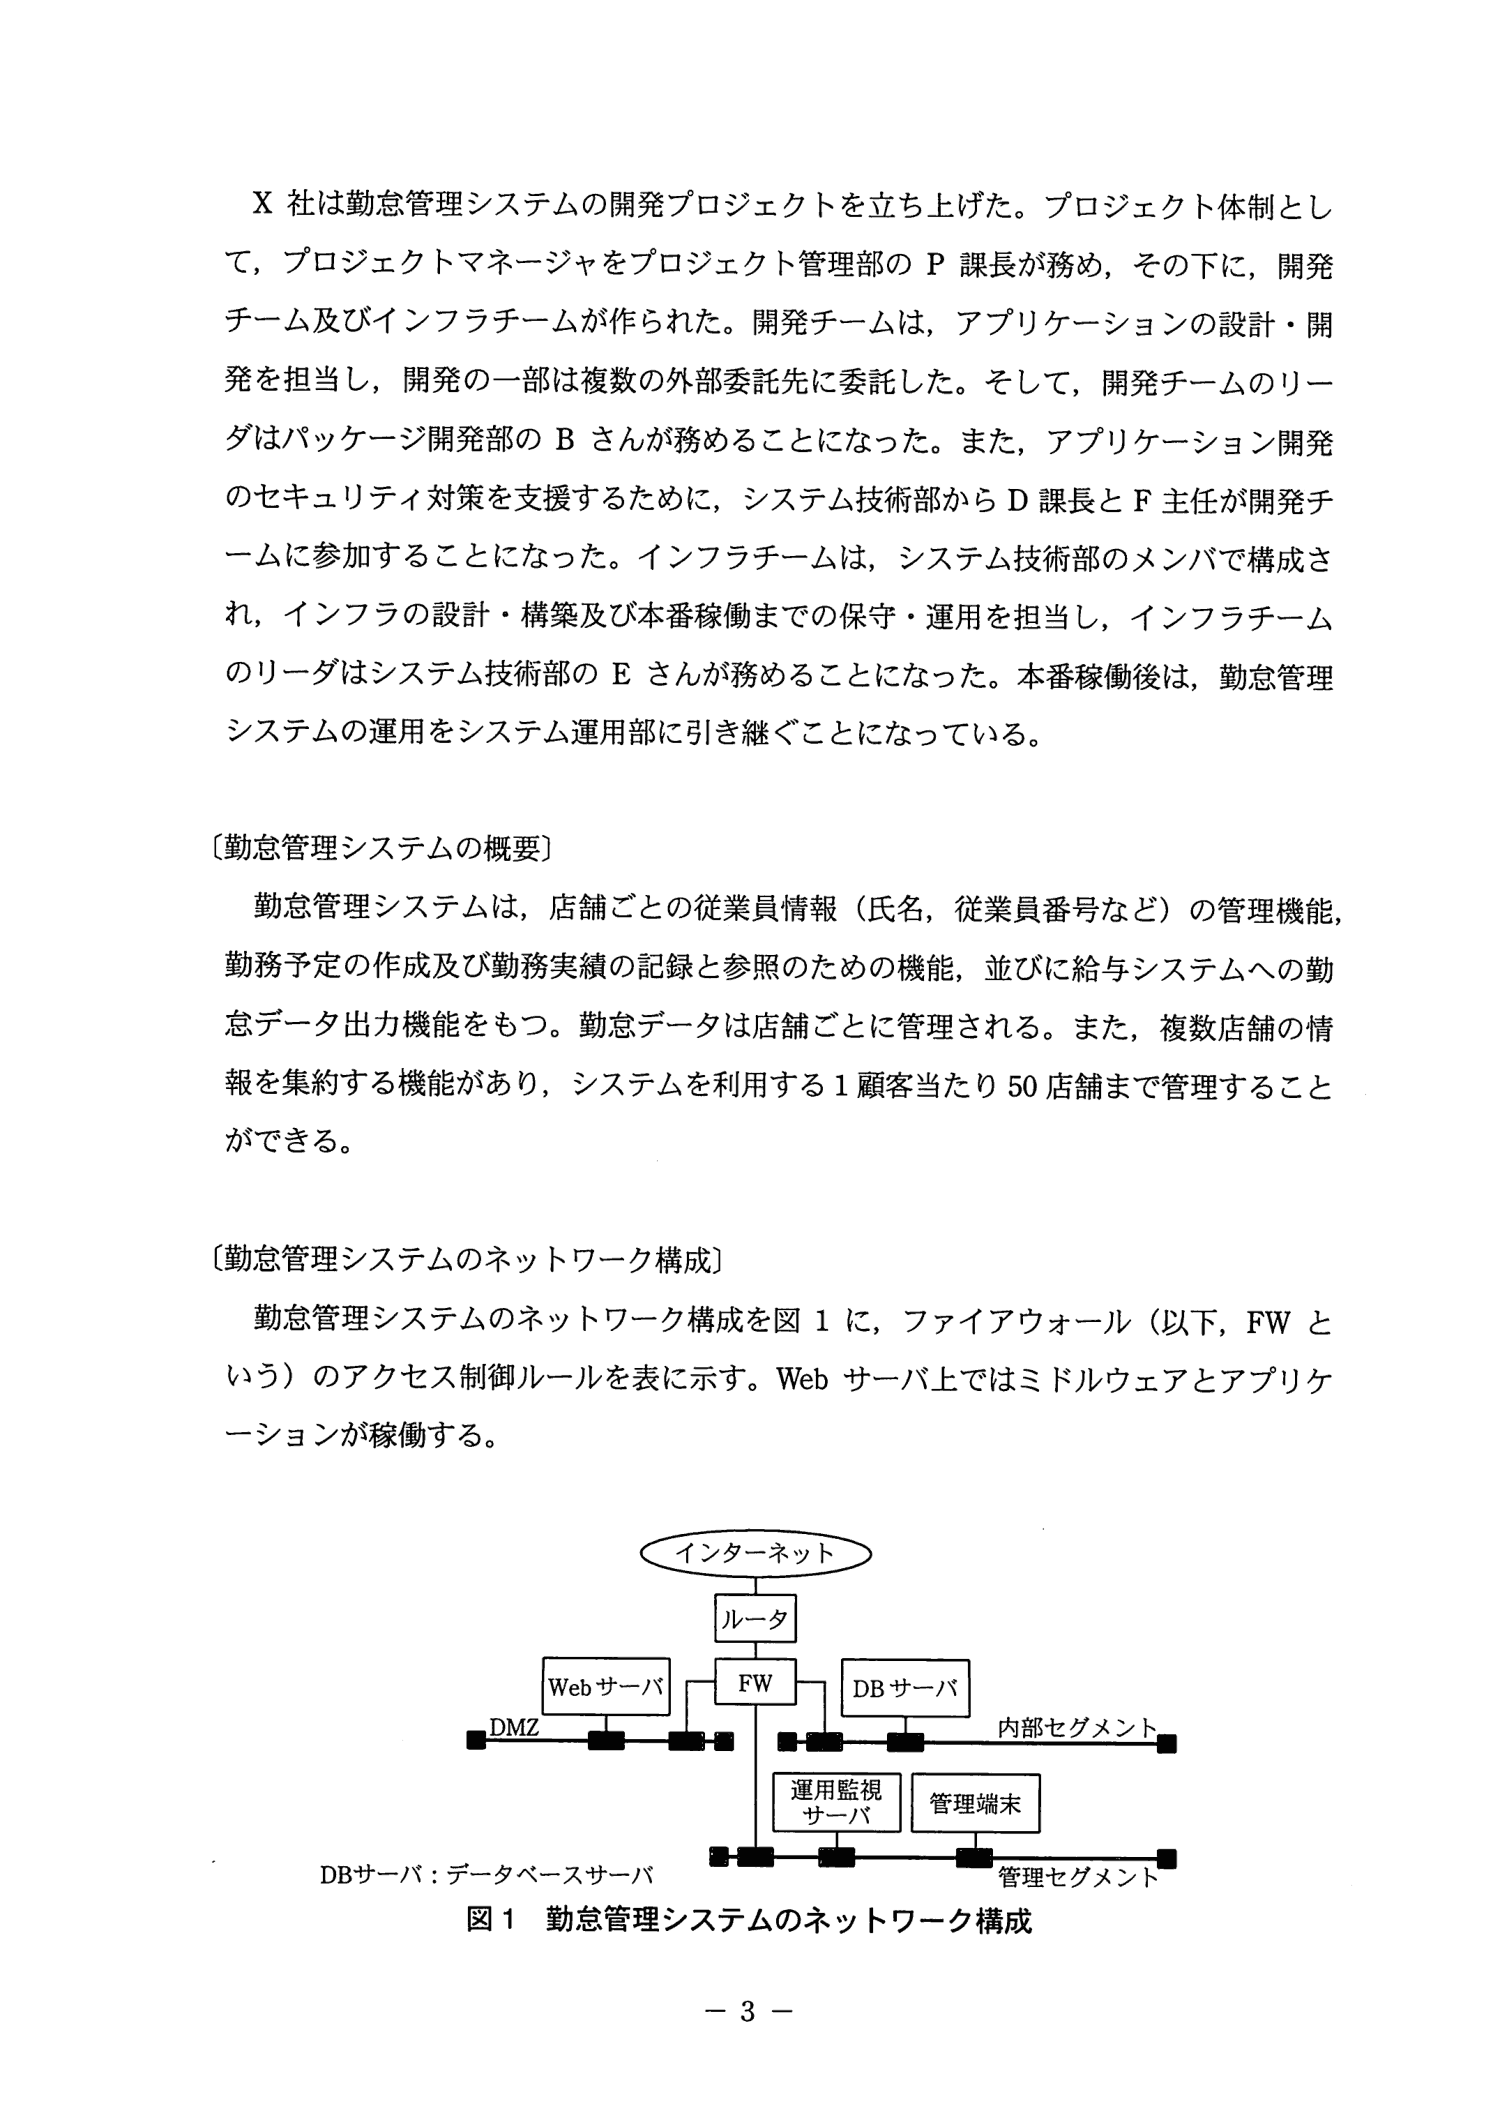 X 社は勤怠管理システムの開発プロジェクトを立ち上げた。プロジェクト体制とし
て，プロジェクトマネージャをプロジェクト管理部の P 課長が務め，その下に，開発
チーム及びインフラチームが作られた。開発チームは，アプリケーションの設計・開
発を担当し，開発の一部は複数の外部委託先に委託した。そして，開発チームのリー
ダはパッケージ開発部の B さんが務めることになった。また，アプリケーション開発
のセキュリティ対策を支援するために，システム技術部から D 課長と F 主任が開発チ
ームに参加することになった。インフラチームは，システム技術部のメンバで構成さ
れ，インフラの設計・構築及び本番稼働までの保守・運用を担当し，インフラチーム
のリーダはシステム技術部の E さんが務めることになった。本番稼働後は，勤怠管理
システムの運用をシステム運用部に引き継ぐことになっている。
〔勤怠管理システムの概要〕
勤怠管理システムは，店舗ごとの従業員情報（氏名，従業員番号など）の管理機能，
勤務予定の作成及び勤務実績の記録と参照のための機能，並びに給与システムへの勤
怠データ出力機能をもつ。勤怠データは店舗ごとに管理される。また，複数店舗の情
報を集約する機能があり，システムを利用する 1 顧客当たり 50 店舗まで管理すること
ができる。
〔勤怠管理システムのネットワーク構成〕
勤怠管理システムのネットワーク構成を図 1 に，ファイアウォール（以下，FW と
いう）のアクセス制御ルールを表に示す。Web サーバ上ではミドルウェアとアプリケ
ーションが稼働する。
インターネット
ルータ
Webサーバ
FW
DBサーバ
DMZ
内部セグメント
運用監視
サーバ
管理端末
DBサーバ：データベースサーバ
管理セグメント
図1 勤怠管理システムのネットワーク構成
－ 3 －